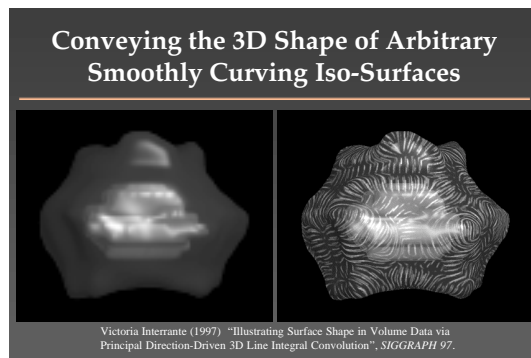 Conveying the 3D Shape of Arbitrary
Smoothly Curving Iso-Surfaces
Victoria Interrante (1997) “Illustrating Surface Shape in Volume Data via
Principal Direction-Driven 3D Line Integral Convolution”, SIGGRAPH 97.